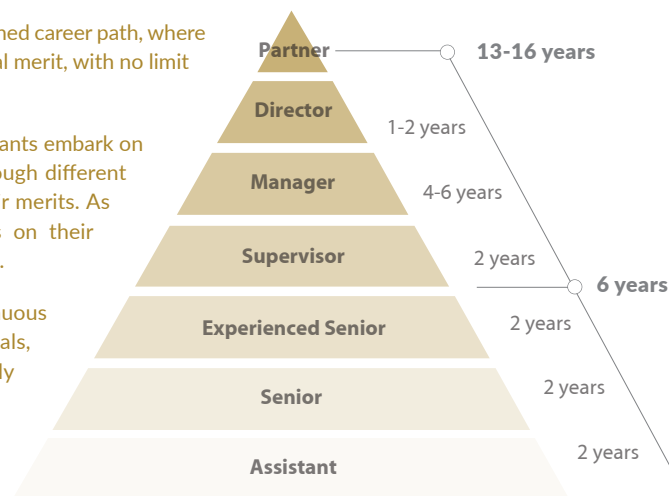 ned career path, where
al merit, with no limit
ants embark on
ough different
r merits. As
s on their
.
nuous
als,
ly
Partner
13-16 years
Director
1-2 years
Manager
4-6 years
Supervisor
2 years
6 years
Experienced Senior
2 years
Senior
2 years
Assistant
2 years